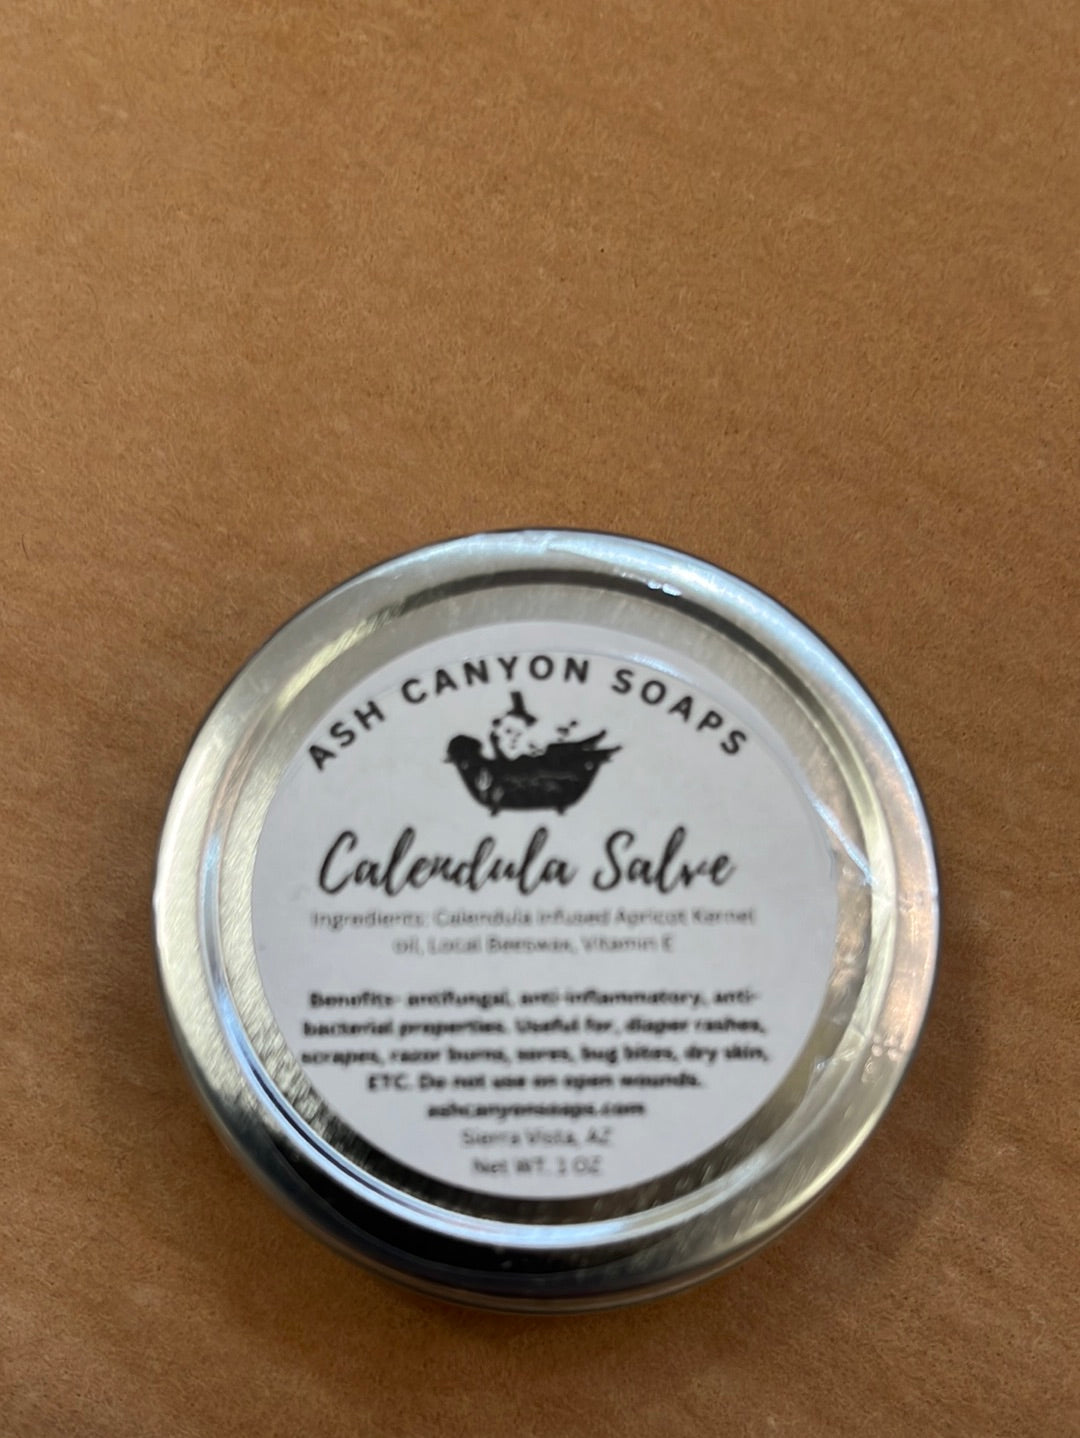 ASH CANYON SOAPS
Calendula Salve
Ingredients: Calendula infused Apricot Kernel
oil, Local Beeswax, Vitamin E
Benefits- antifungal, anti-inflammatory, anti-
bacterial properties. Useful for, diaper rashes,
scrapes, razor burns, sores, bug bites, dry skin,
ETC. Do not use on open wounds.
ashcanyonsoaps.com
Sierra Vista, AZ
Net WT. 1 OZ